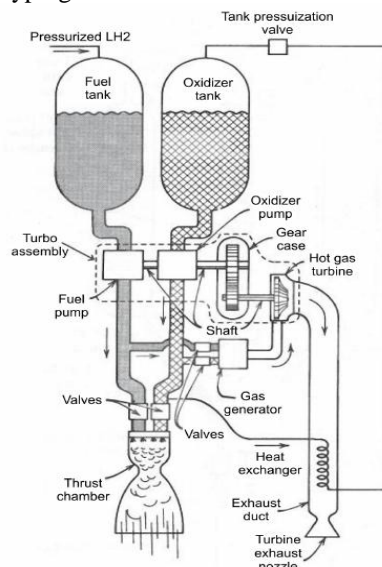 Tank pressuization
valve
Pressurized LH2
Fuel
tank
Oxidizer
tank
Oxidizer
pump
Gear
case
Turbo
assembly
Hot gas
turbine
Fuel
pump
Shaft
Gas
generator
Valves
Valves
Heat
exchanger
Thrust
chamber
Exhaust
duct
Turbine
exhaust
nozzle